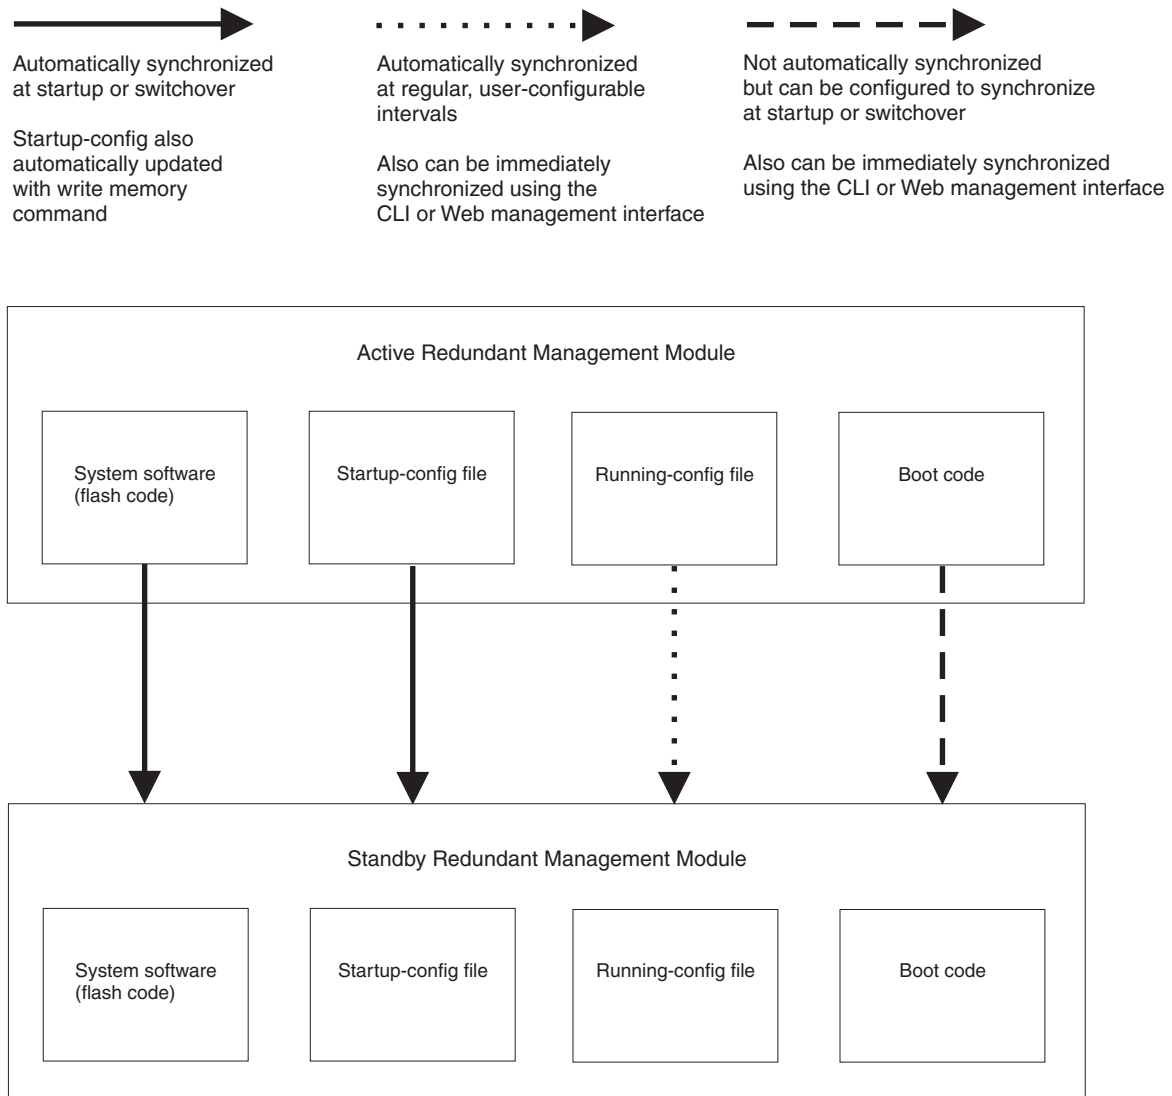 Automatically synchronized
at startup or switchover
Startup-config also
automatically updated
with write memory
command
Automatically synchronized
at regular, user-configurable
intervals
Also can be immediately
synchronized using the
CLI or Web management interface
Not automatically synchronized
but can be configured to synchronize
at startup or switchover
Also can be immediately synchronized
using the CLI or Web management interface
Active Redundant Management Module
System software
(flash code)
Startup-config file
Running-config file
Boot code
Standby Redundant Management Module
System software
(flash code)
Startup-config file
Running-config file
Boot code